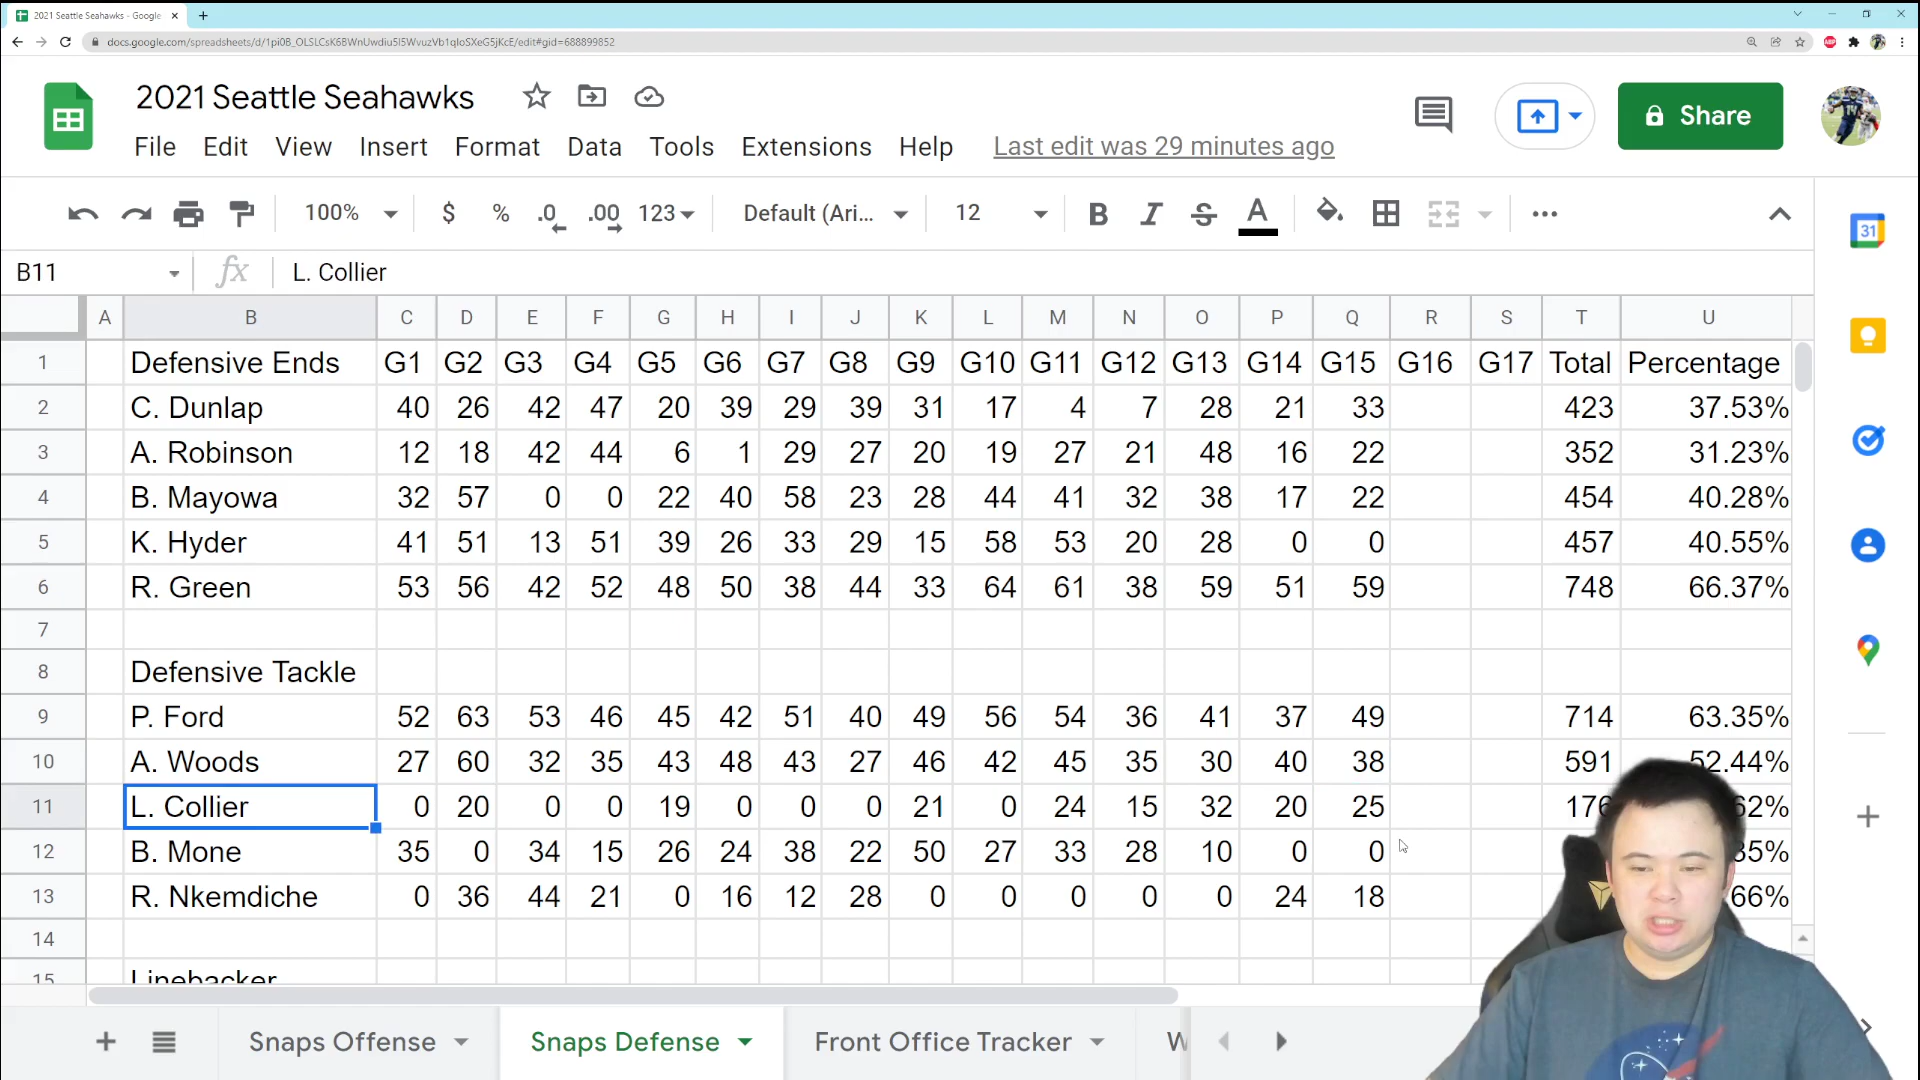 2021 Seattle Seahawks - Google
docs.google.com/spreadsheets/d/1pi0B_OLSLCsK6BWnUwdiu5I5WvuzVb1qIoSXeG5jKcE/edit#gid=688899852
2021 Seattle Seahawks
Share
File Edit View Insert Format Data Tools Extensions Help Last edit was 29 minutes ago
100% $ % .0 .00 123 Default (Ari... 12 B I S A
31
B11 fx L. Collier
A B C D E F G H I J K L M N O P Q R S T U
1 Defensive Ends G1 G2 G3 G4 G5 G6 G7 G8 G9 G10 G11 G12 G13 G14 G15 G16 G17 Total Percentage
2 C. Dunlap 40 26 42 47 20 39 29 39 31 17 4 7 28 21 33 423 37.53%
3 A. Robinson 12 18 42 44 6 1 29 27 20 19 27 21 48 16 22 352 31.23%
4 B. Mayowa 32 57 0 0 22 40 58 23 28 44 41 32 38 17 22 454 40.28%
5 K. Hyder 41 51 13 51 39 26 33 29 15 58 53 20 28 0 0 457 40.55%
6 R. Green 53 56 42 52 48 50 38 44 33 64 61 38 59 51 59 748 66.37%
7
8 Defensive Tackle
9 P. Ford 52 63 53 46 45 42 51 40 49 56 54 36 41 37 49 714 63.35%
10 A. Woods 27 60 32 35 43 48 43 27 46 42 45 35 30 40 38 591 52.44%
11 L. Collier 0 20 0 0 19 0 0 0 21 0 24 15 32 20 25 176 62%
12 B. Mone 35 0 34 15 26 24 38 22 50 27 33 28 10 0 0 35%
13 R. Nkemdiche 0 36 44 21 0 16 12 28 0 0 0 0 0 24 18 66%
14
15 Linebacker
Snaps Offense Snaps Defense Front Office Tracker W